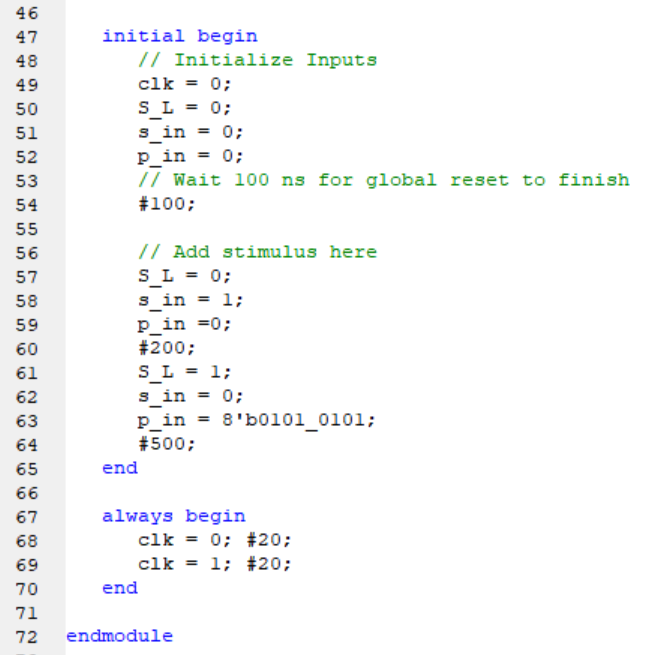 46
47 initial begin
48 // Initialize Inputs
49 clk = 0;
50 S_L = 0;
51 s_in = 0;
52 p_in = 0;
53 // Wait 100 ns for global reset to finish
54 #100;
55
56 // Add stimulus here
57 S_L = 0;
58 s_in = 1;
59 p_in =0;
60 #200;
61 S_L = 1;
62 s_in = 0;
63 p_in = 8'b0101_0101;
64 #500;
65 end
66
67 always begin
68 clk = 0; #20;
69 clk = 1; #20;
70 end
71
72 endmodule